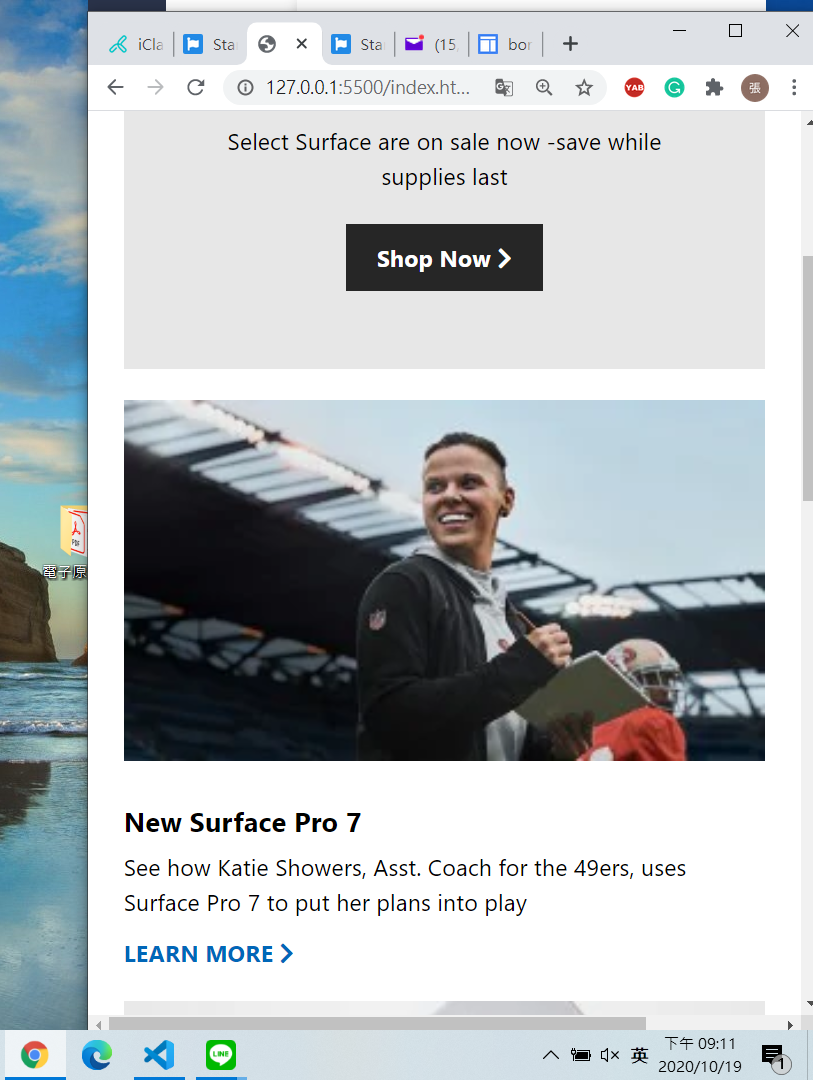 iCla
Sta
Sta
(15,
bor
127.0.0.1:5500/index.ht...
YAB
張
Select Surface are on sale now -save while
supplies last
Shop Now
New Surface Pro 7
See how Katie Showers, Asst. Coach for the 49ers, uses
Surface Pro 7 to put her plans into play
LEARN MORE
PDF
電子原
LINE
英
下午 09:11
2020/10/19
1